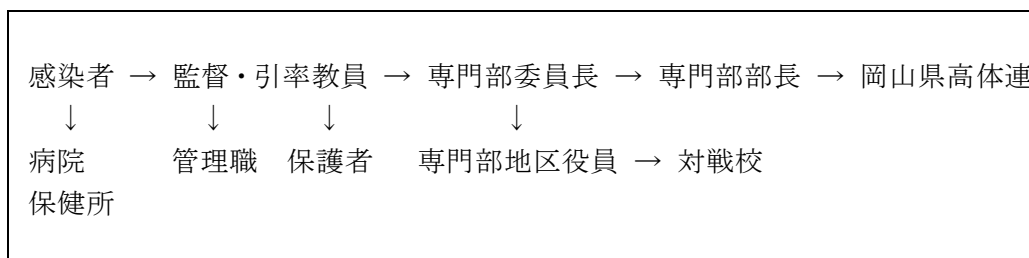 感染者 → 監督・引率教員 → 専門部委員長 → 専門部部長 → 岡山県高体連
↓ ↓ ↓ ↓
病院 管理職 保護者 専門部地区役員 → 対戦校
保健所